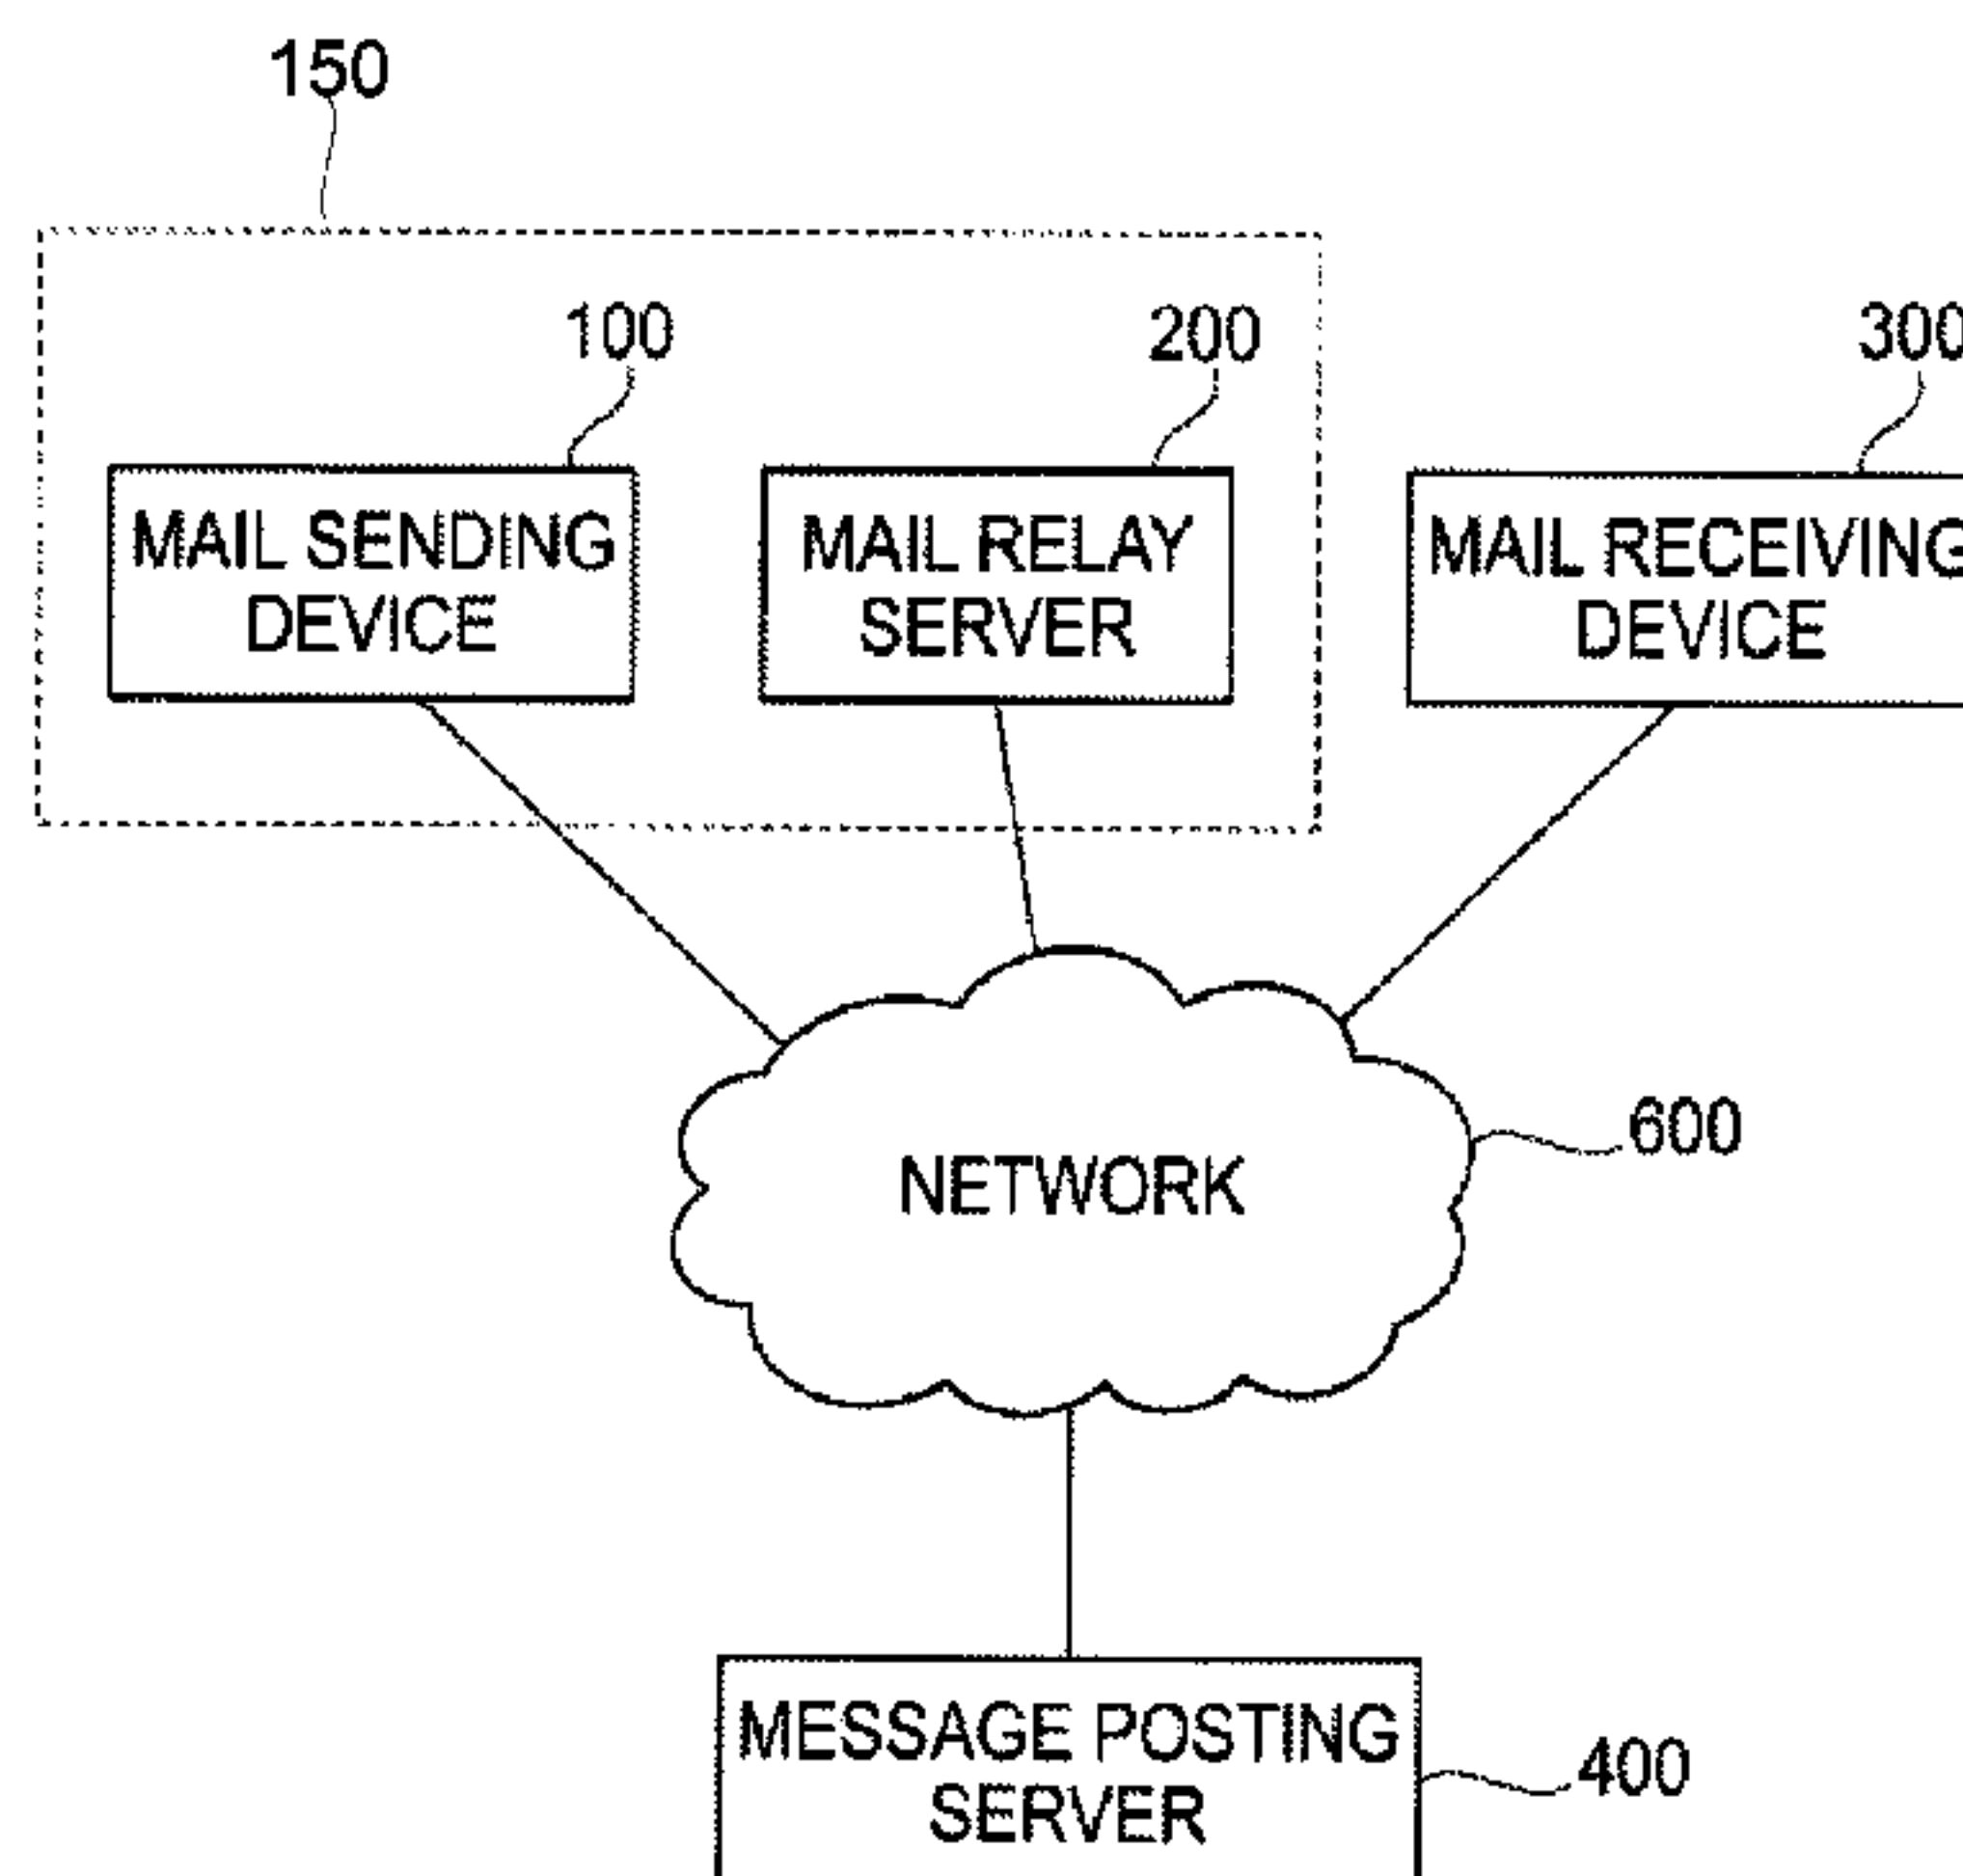 150
100
200
300
MAIL SENDING
DEVICE
MAIL RELAY
SERVER
MAIL RECEIVING
DEVICE
600
NETWORK
MESSAGE POSTING
SERVER
400